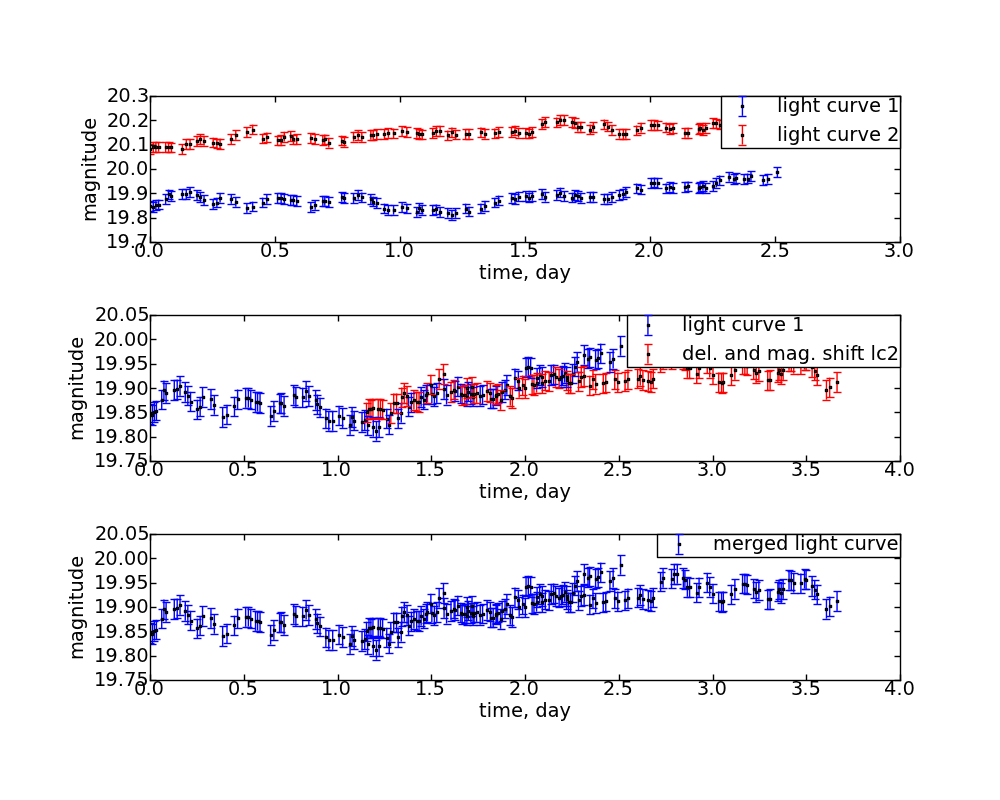 20.3
20.2
20.1
20.0
19.9
19.8
19.7
magnitude
light curve 1
light curve 2
0.0 0.5 1.0 1.5 2.0 2.5 3.0
time, day
20.05
20.00
19.95
19.90
19.85
19.80
19.75
magnitude
light curve 1
del. and mag. shift lc2
0.0 0.5 1.0 1.5 2.0 2.5 3.0 3.5 4.0
time, day
20.05
20.00
19.95
19.90
19.85
19.80
19.75
magnitude
merged light curve
0.0 0.5 1.0 1.5 2.0 2.5 3.0 3.5 4.0
time, day